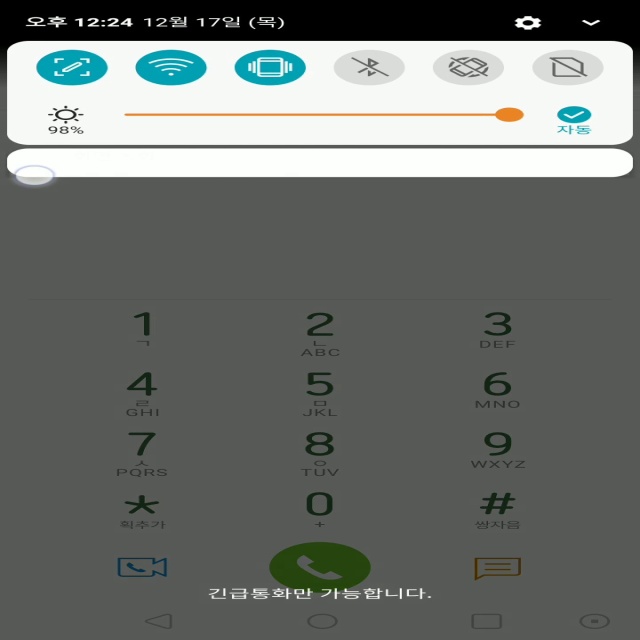 오후 12:24 12월 17일 (목)
98%
자동
1 2 3
ㄱ ㄴ ABC DEF
4 5 6
ㄹ GHI ㅁ JKL MNO
7 8 9
ㅅ PQRS ㅇ TUV WXYZ
* 0 #
획추가 + 쌍자음
긴급통화만 가능합니다.